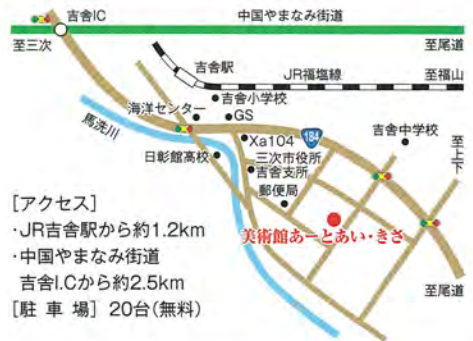 吉舎IC
中国やまなみ街道
至三次
至尾道
吉舎駅
JR福塩線
至福山
吉舎小学校
海洋センター
GS
馬洗川
Xa104
184
吉舎中学校
三次市役所
吉舎支所
日彰館高校
至上下
郵便局
美術館あーとあい・きさ
[アクセス]
・JR吉舎駅から約1.2km
・中国やまなみ街道
吉舎I.Cから約2.5km
[駐 車 場] 20台(無料)
至尾道